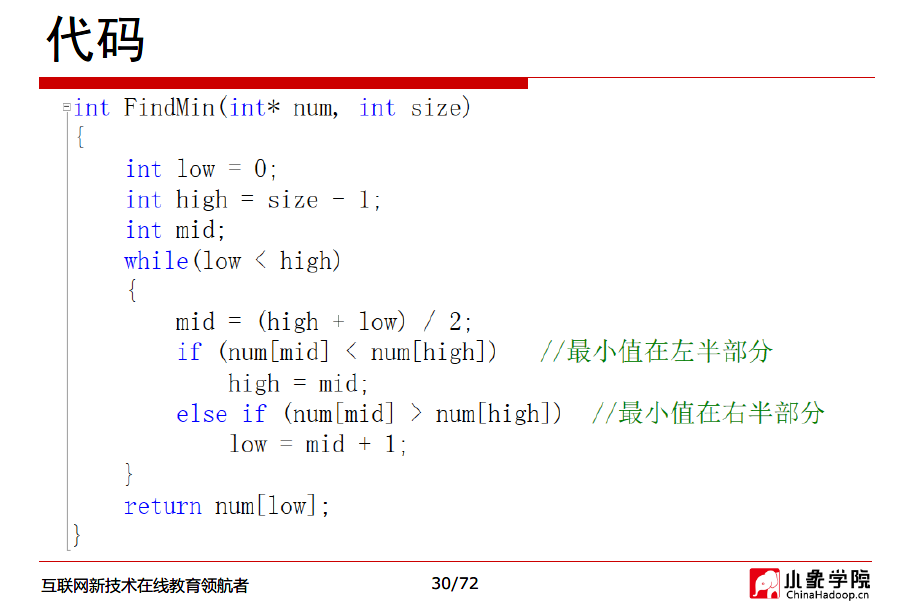 代码
int FindMin(int* num, int size)
{
    int low = 0;
    int high = size - 1;
    int mid;
    while(low < high)
    {
        mid = (high + low) / 2;
        if (num[mid] < num[high])   //最小值在左半部分
            high = mid;
        else if (num[mid] > num[high])  //最小值在右半部分
            low = mid + 1;
    }
    return num[low];
}
互联网新技术在线教育领航者
30/72
小象学院
ChinaHadoop.cn